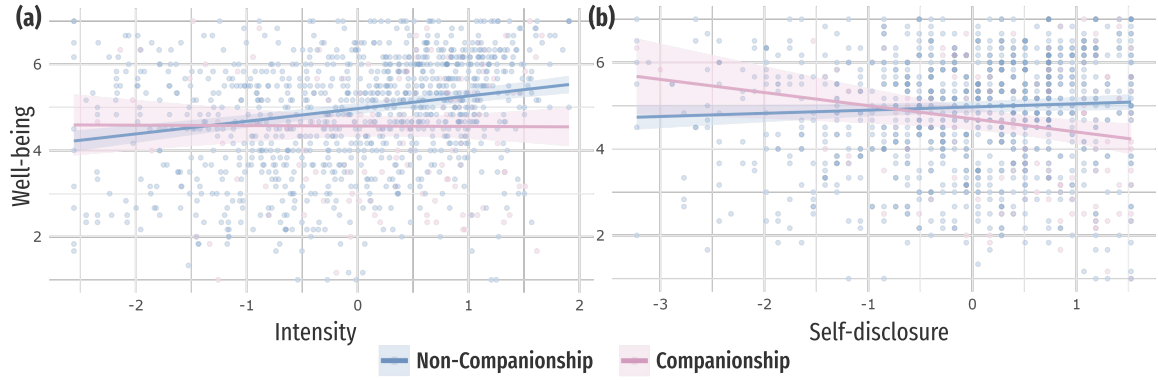 (a)
(b)
Well-being
6
4
2
-2
-1
0
1
2
Intensity
6
4
2
-3
-2
-1
0
1
Self-disclosure
Non-Companionship
Companionship